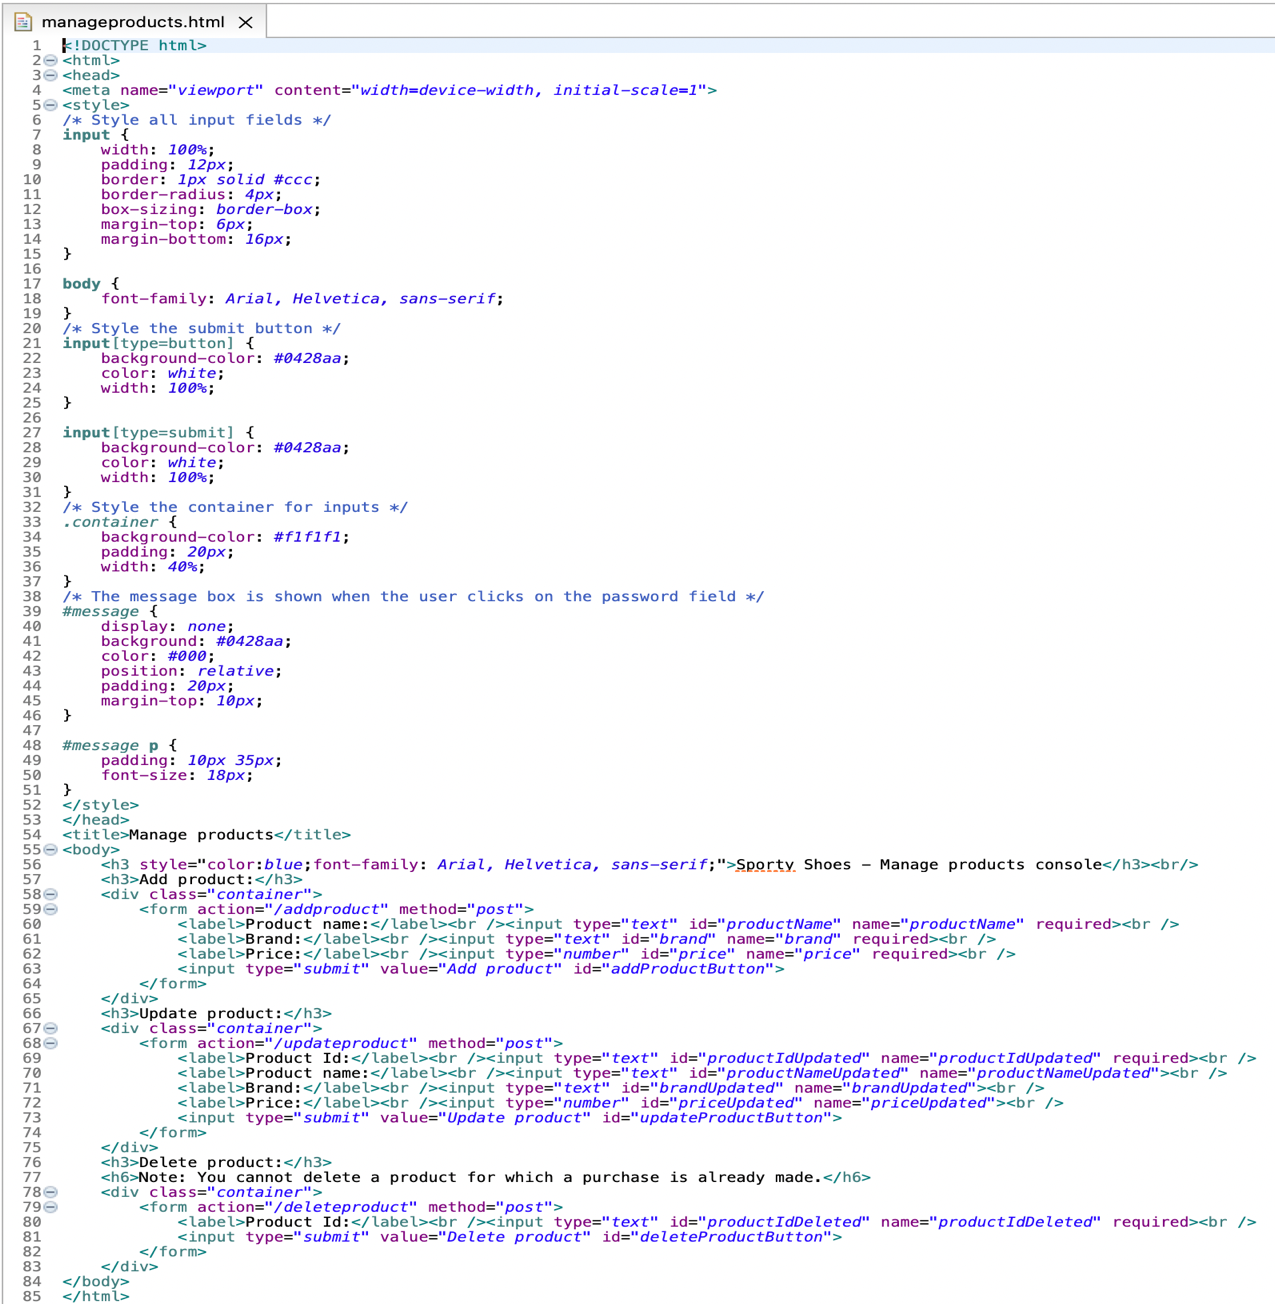 manageproducts.html
1 <!DOCTYPE html>
2 <html>
3 <head>
4 <meta name="viewport" content="width=device-width, initial-scale=1">
5 <style>
6 /* Style all input fields */
7 input {
8     width: 100%;
9     padding: 12px;
10     border: 1px solid #ccc;
11     border-radius: 4px;
12     box-sizing: border-box;
13     margin-top: 6px;
14     margin-bottom: 16px;
15 }
16
17 body {
18     font-family: Arial, Helvetica, sans-serif;
19 }
20 /* Style the submit button */
21 input[type=button] {
22     background-color: #0428aa;
23     color: white;
24     width: 100%;
25 }
26
27 input[type=submit] {
28     background-color: #0428aa;
29     color: white;
30     width: 100%;
31 }
32 /* Style the container for inputs */
33 .container {
34     background-color: #f1f1f1;
35     padding: 20px;
36     width: 40%;
37 }
38 /* The message box is shown when the user clicks on the password field */
39 #message {
40     display: none;
41     background: #0428aa;
42     color: #000;
43     position: relative;
44     padding: 20px;
45     margin-top: 10px;
46 }
47
48 #message p {
49     padding: 10px 35px;
50     font-size: 18px;
51 }
52 </style>
53 </head>
54 <title>Manage products</title>
55 <body>
56     <h3 style="color:blue;font-family: Arial, Helvetica, sans-serif;">Sporty Shoes – Manage products console</h3><br/>
57     <h3>Add product:</h3>
58     <div class="container">
59         <form action="/addproduct" method="post">
60             <label>Product name:</label><br /><input type="text" id="productName" name="productName" required><br />
61             <label>Brand:</label><br /><input type="text" id="brand" name="brand" required><br />
62             <label>Price:</label><br /><input type="number" id="price" name="price" required><br />
63             <input type="submit" value="Add product" id="addProductButton">
64         </form>
65     </div>
66     <h3>Update product:</h3>
67     <div class="container">
68         <form action="/updateproduct" method="post">
69             <label>Product Id:</label><br /><input type="text" id="productIdUpdated" name="productIdUpdated" required><br />
70             <label>Product name:</label><br /><input type="text" id="productNameUpdated" name="productNameUpdated"><br />
71             <label>Brand:</label><br /><input type="text" id="brandUpdated" name="brandUpdated"><br />
72             <label>Price:</label><br /><input type="number" id="priceUpdated" name="priceUpdated"><br />
73             <input type="submit" value="Update product" id="updateProductButton">
74         </form>
75     </div>
76     <h3>Delete product:</h3>
77     <h6>Note: You cannot delete a product for which a purchase is already made.</h6>
78     <div class="container">
79         <form action="/deleteproduct" method="post">
80             <label>Product Id:</label><br /><input type="text" id="productIdDeleted" name="productIdDeleted" required><br />
81             <input type="submit" value="Delete product" id="deleteProductButton">
82         </form>
83     </div>
84 </body>
85 </html>